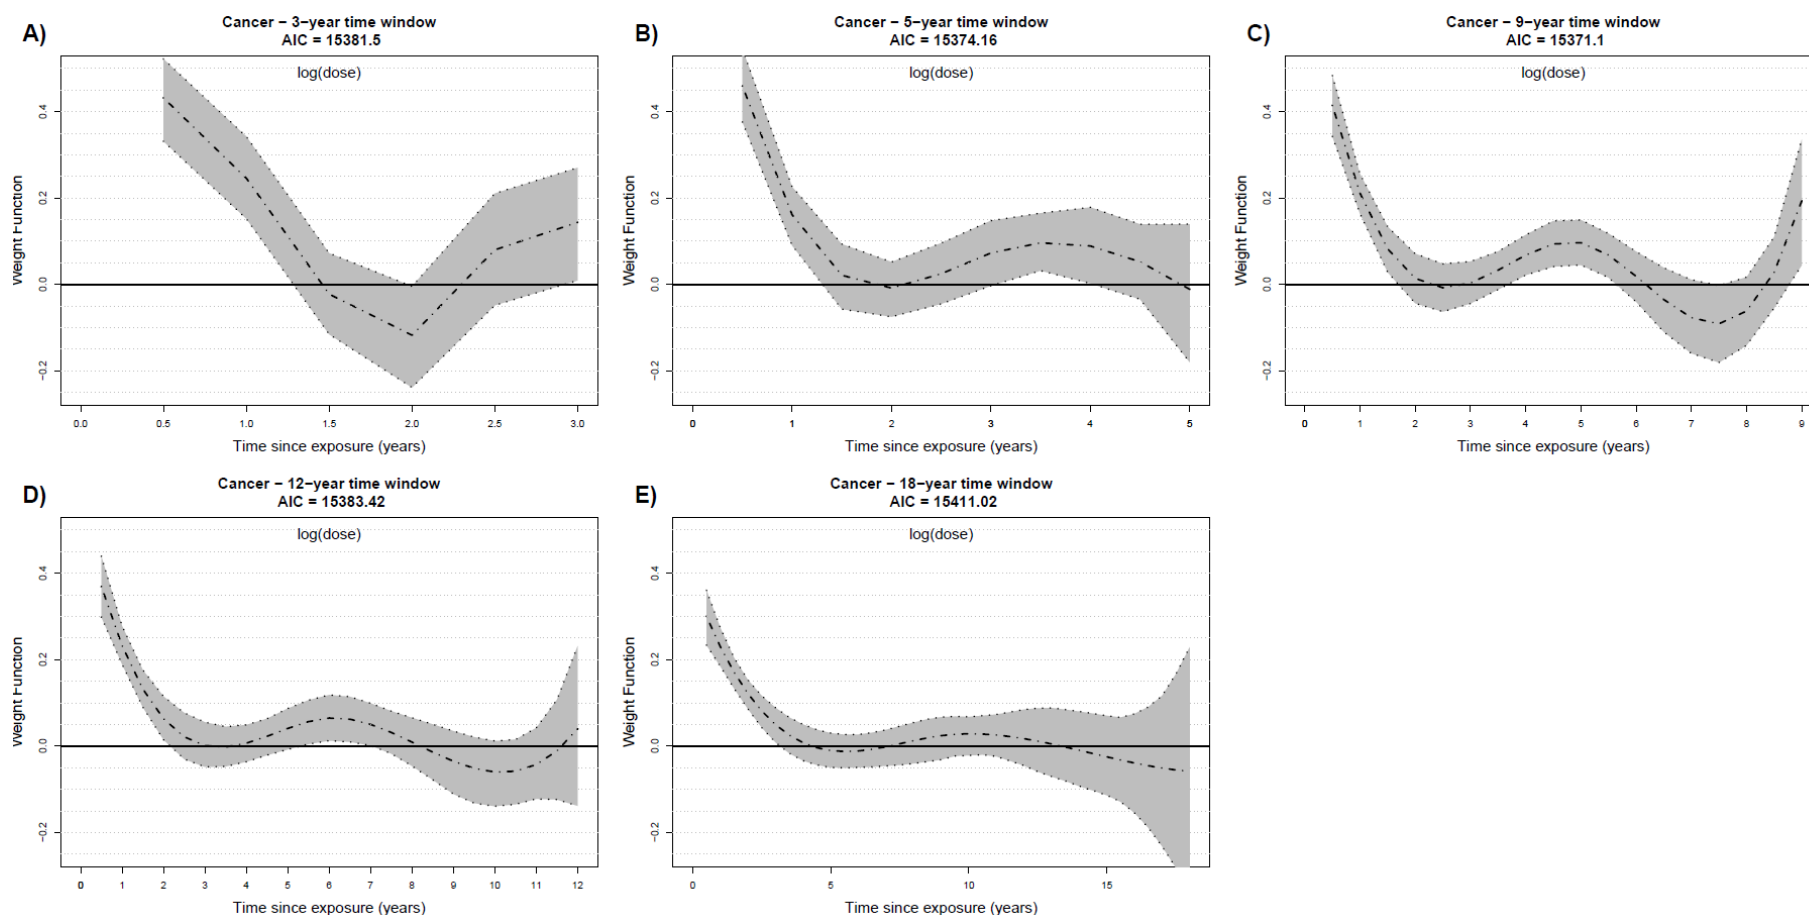 A)
Cancer − 3−year time window
AIC = 15381.5
log(dose)
Weight Function
0.4
0.2
0.0
−0.2
0.0 0.5 1.0 1.5 2.0 2.5 3.0
Time since exposure (years)
B)
Cancer − 5−year time window
AIC = 15374.16
log(dose)
Weight Function
0.4
0.2
0.0
−0.2
0 1 2 3 4 5
Time since exposure (years)
C)
Cancer − 9−year time window
AIC = 15371.1
log(dose)
Weight Function
0.4
0.2
0.0
−0.2
0 1 2 3 4 5 6 7 8 9
Time since exposure (years)
D)
Cancer − 12−year time window
AIC = 15383.42
log(dose)
Weight Function
0.4
0.2
0.0
−0.2
0 1 2 3 4 5 6 7 8 9 10 11 12
Time since exposure (years)
E)
Cancer − 18−year time window
AIC = 15411.02
log(dose)
Weight Function
0.4
0.2
0.0
−0.2
0 5 10 15
Time since exposure (years)